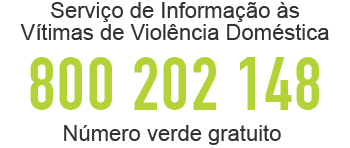 Serviço de Informação às
Vítimas de Violência Doméstica
800 202 148
Número verde gratuito